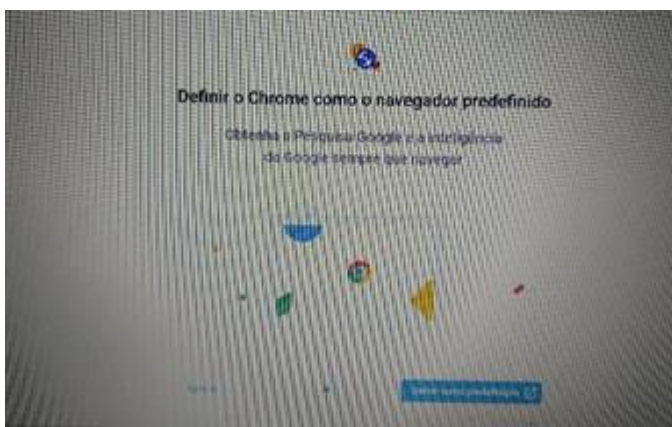 Definir o Chrome como o navegador predefinido
Obtenha o Pesquisa Google e a inteligência
do Google sempre que navegar